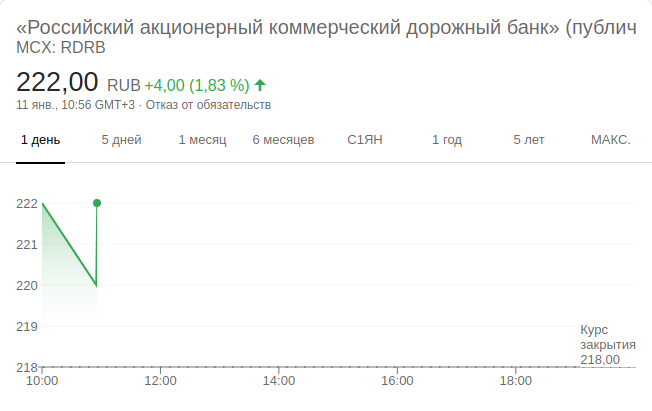 «Российский акционерный коммерческий дорожный банк» (публич
MCX: RDRB
222,00 RUB +4,00 (1,83 %)
11 янв., 10:56 GMT+3 · Отказ от обязательств
1 день 5 дней 1 месяц 6 месяцев С1ЯН 1 год 5 лет МАКС.
222
221
220
219
Курс
закрытия
218,00
218
10:00 12:00 14:00 16:00 18:00